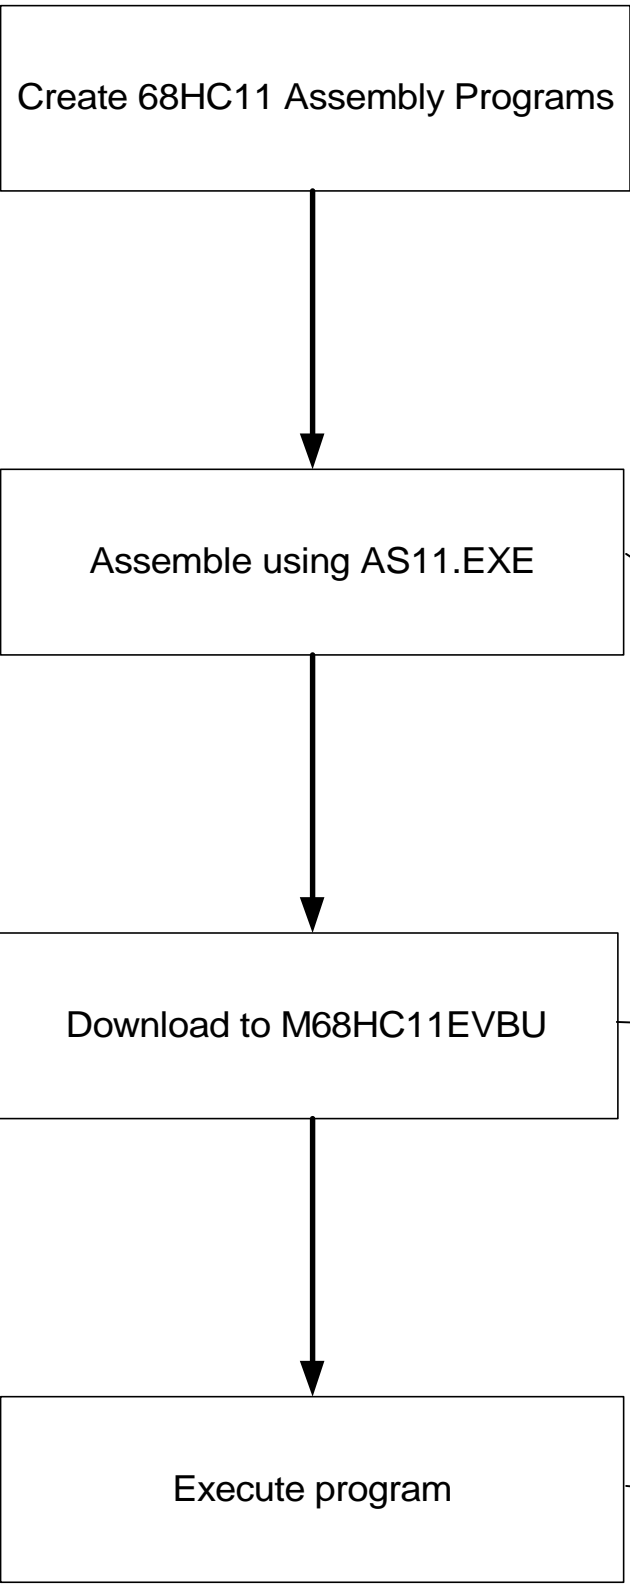 Create 68HC11 Assembly Programs
Assemble using AS11.EXE
Download to M68HC11EVBU
Execute program